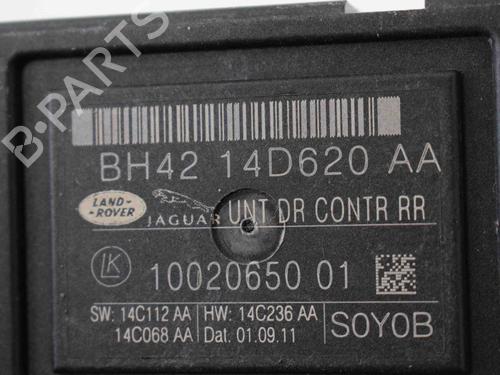 B-PARTS
BH42 14D620 AA
LAND-
-ROVER
JAGUAR
UNT DR CONTR RR
LK
10020650 01
SW: 14C112 AA
14C068 AA
HW: 14C236 AA
Dat. 01.09.11
SOYOB